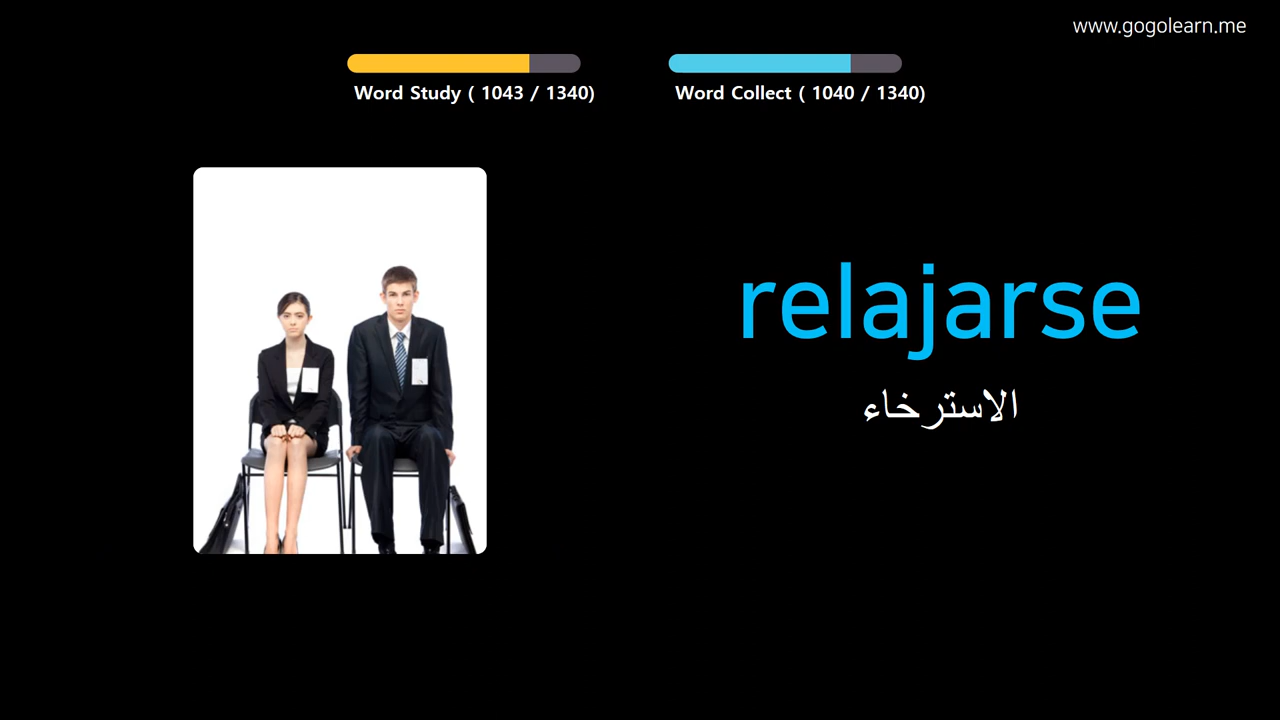 www.gogolearn.me
Word Study ( 1043 / 1340)
Word Collect ( 1040 / 1340)
relajarse
الاسترخاء